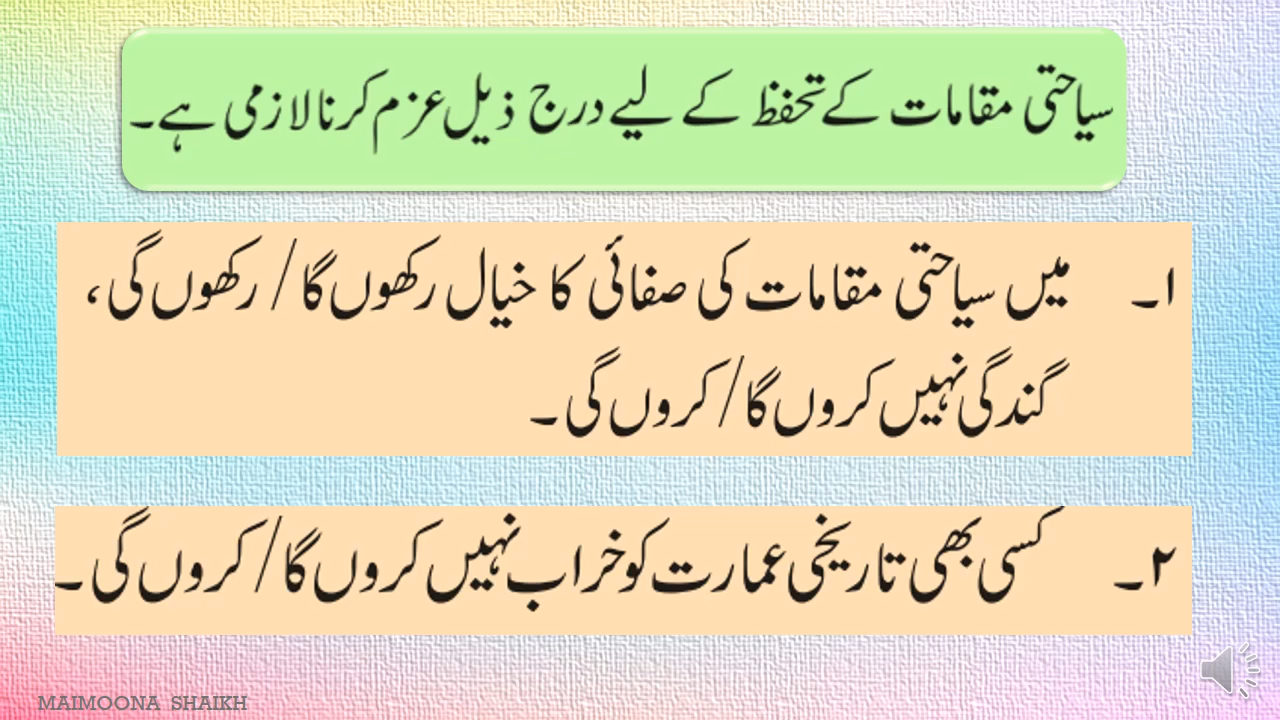 سیاحتی مقامات کے تحفظ کے لیے درج ذیل عزم کرنا لازمی ہے۔
۱۔ میں سیاحتی مقامات کی صفائی کا خیال رکھوں گا/ رکھوں گی،
گندگی نہیں کروں گا/کروں گی۔
۲۔ کسی بھی تاریخی عمارت کو خراب نہیں کروں گا/کروں گی۔
MAIMOONA SHAIKH